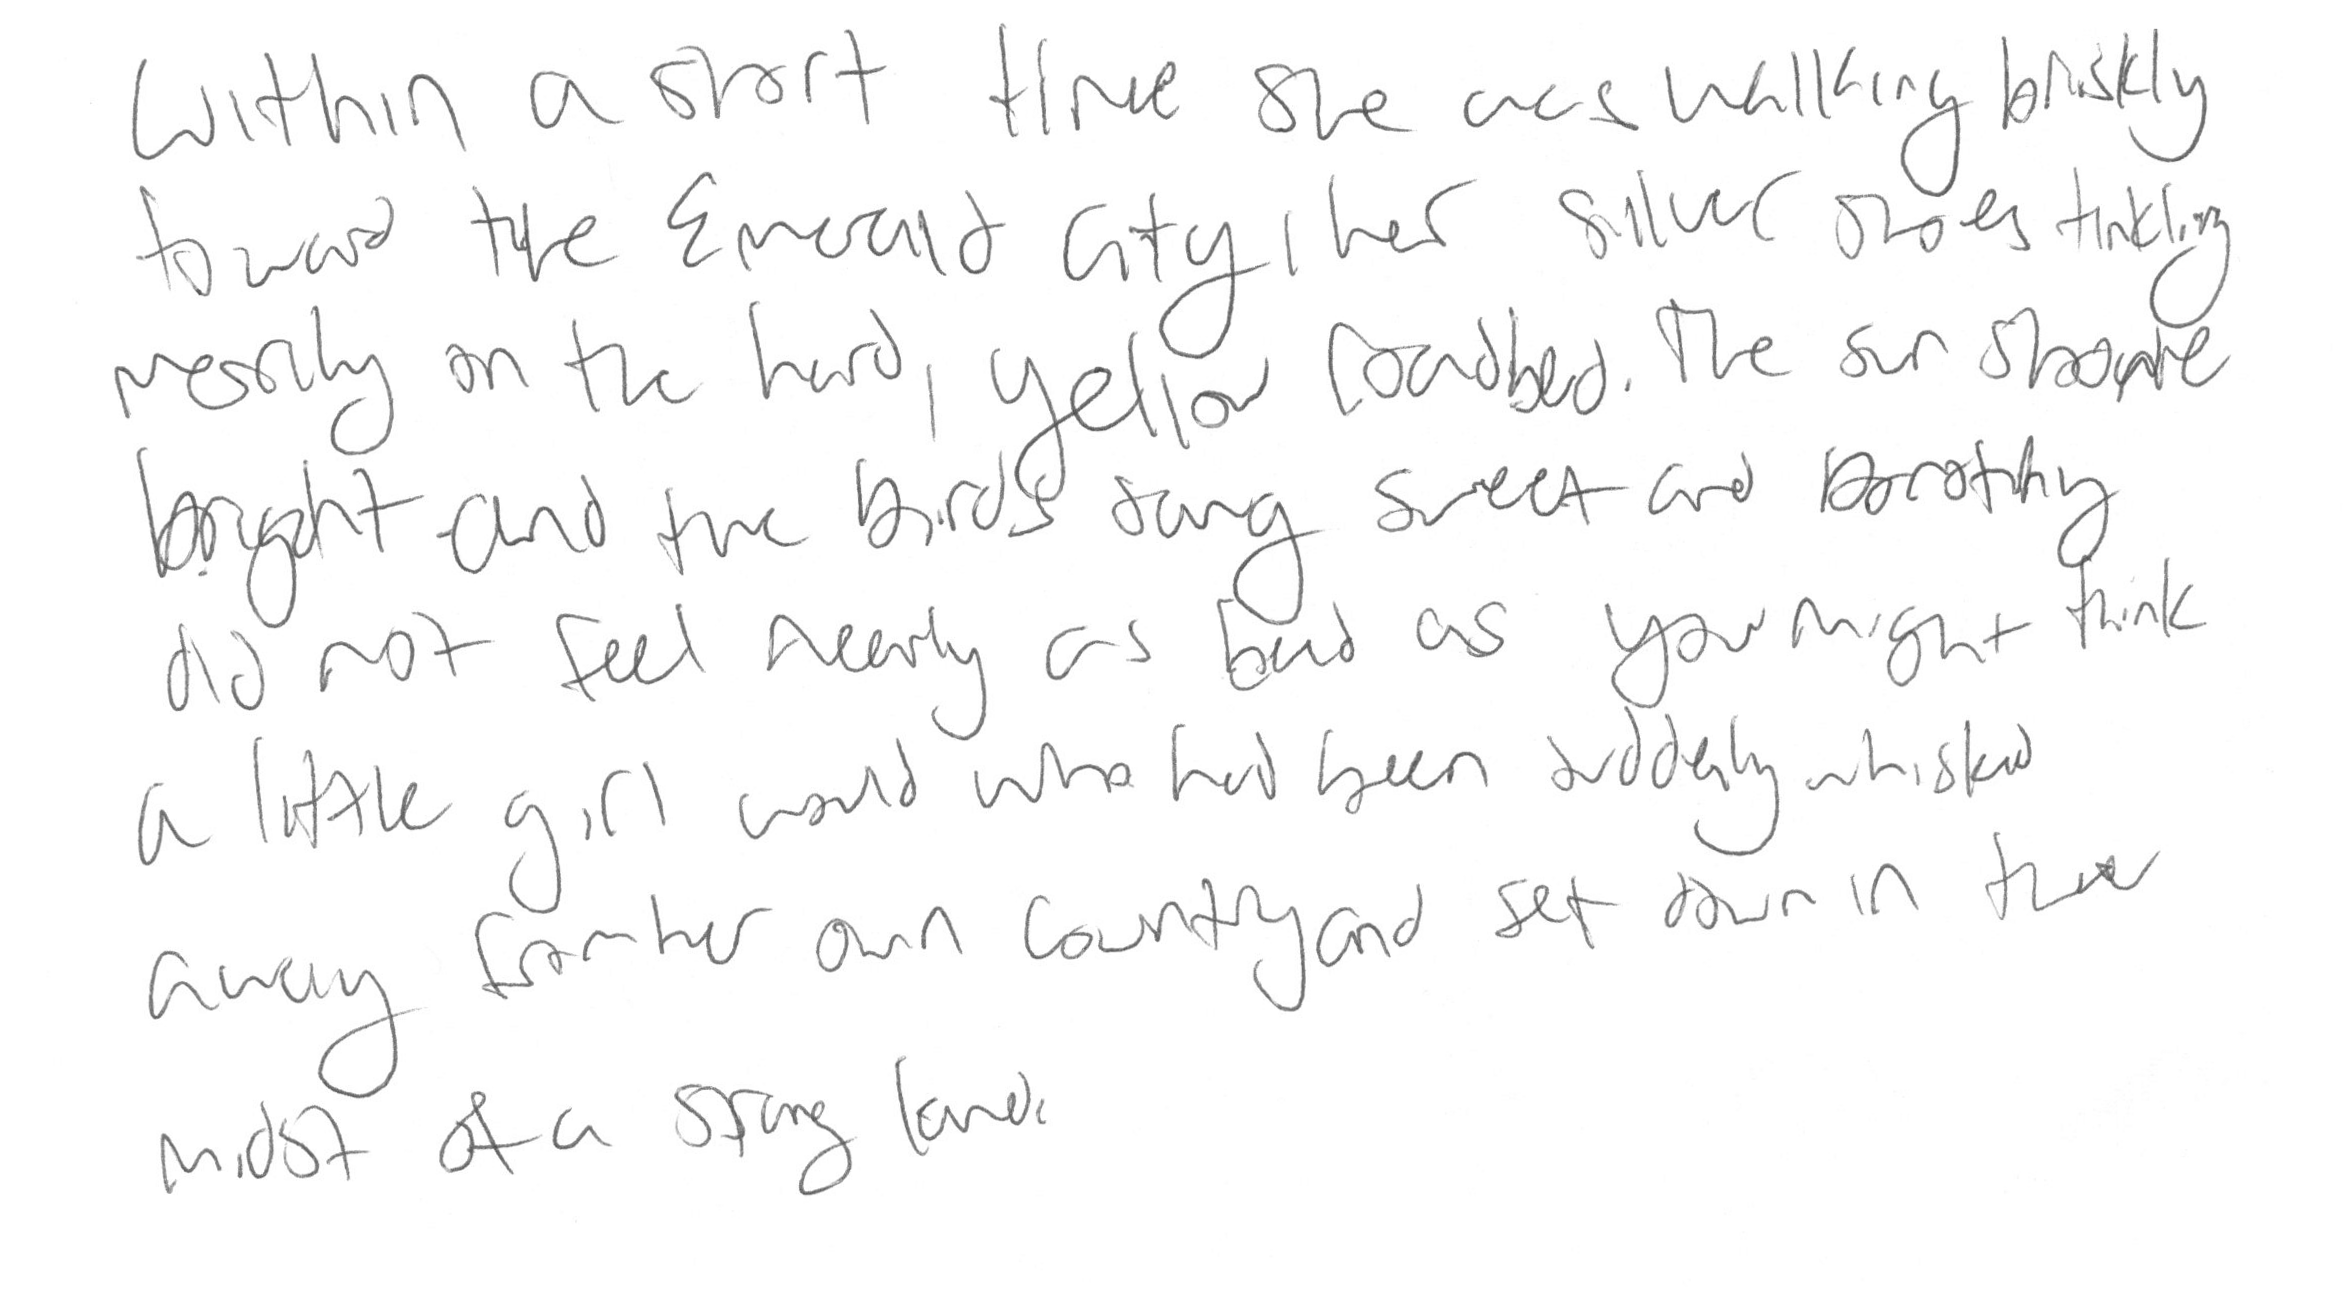 Within a short time she was walking briskly
toward the Emerald City, her silver shoes tinkling
merrily on the hard, yellow roadbed. The sun shone
bright and the birds sang sweet and Dorothy
did not feel nearly as bad as you might think
a little girl would who had been suddenly whisked
away from her own country and set down in the
midst of a strang land.